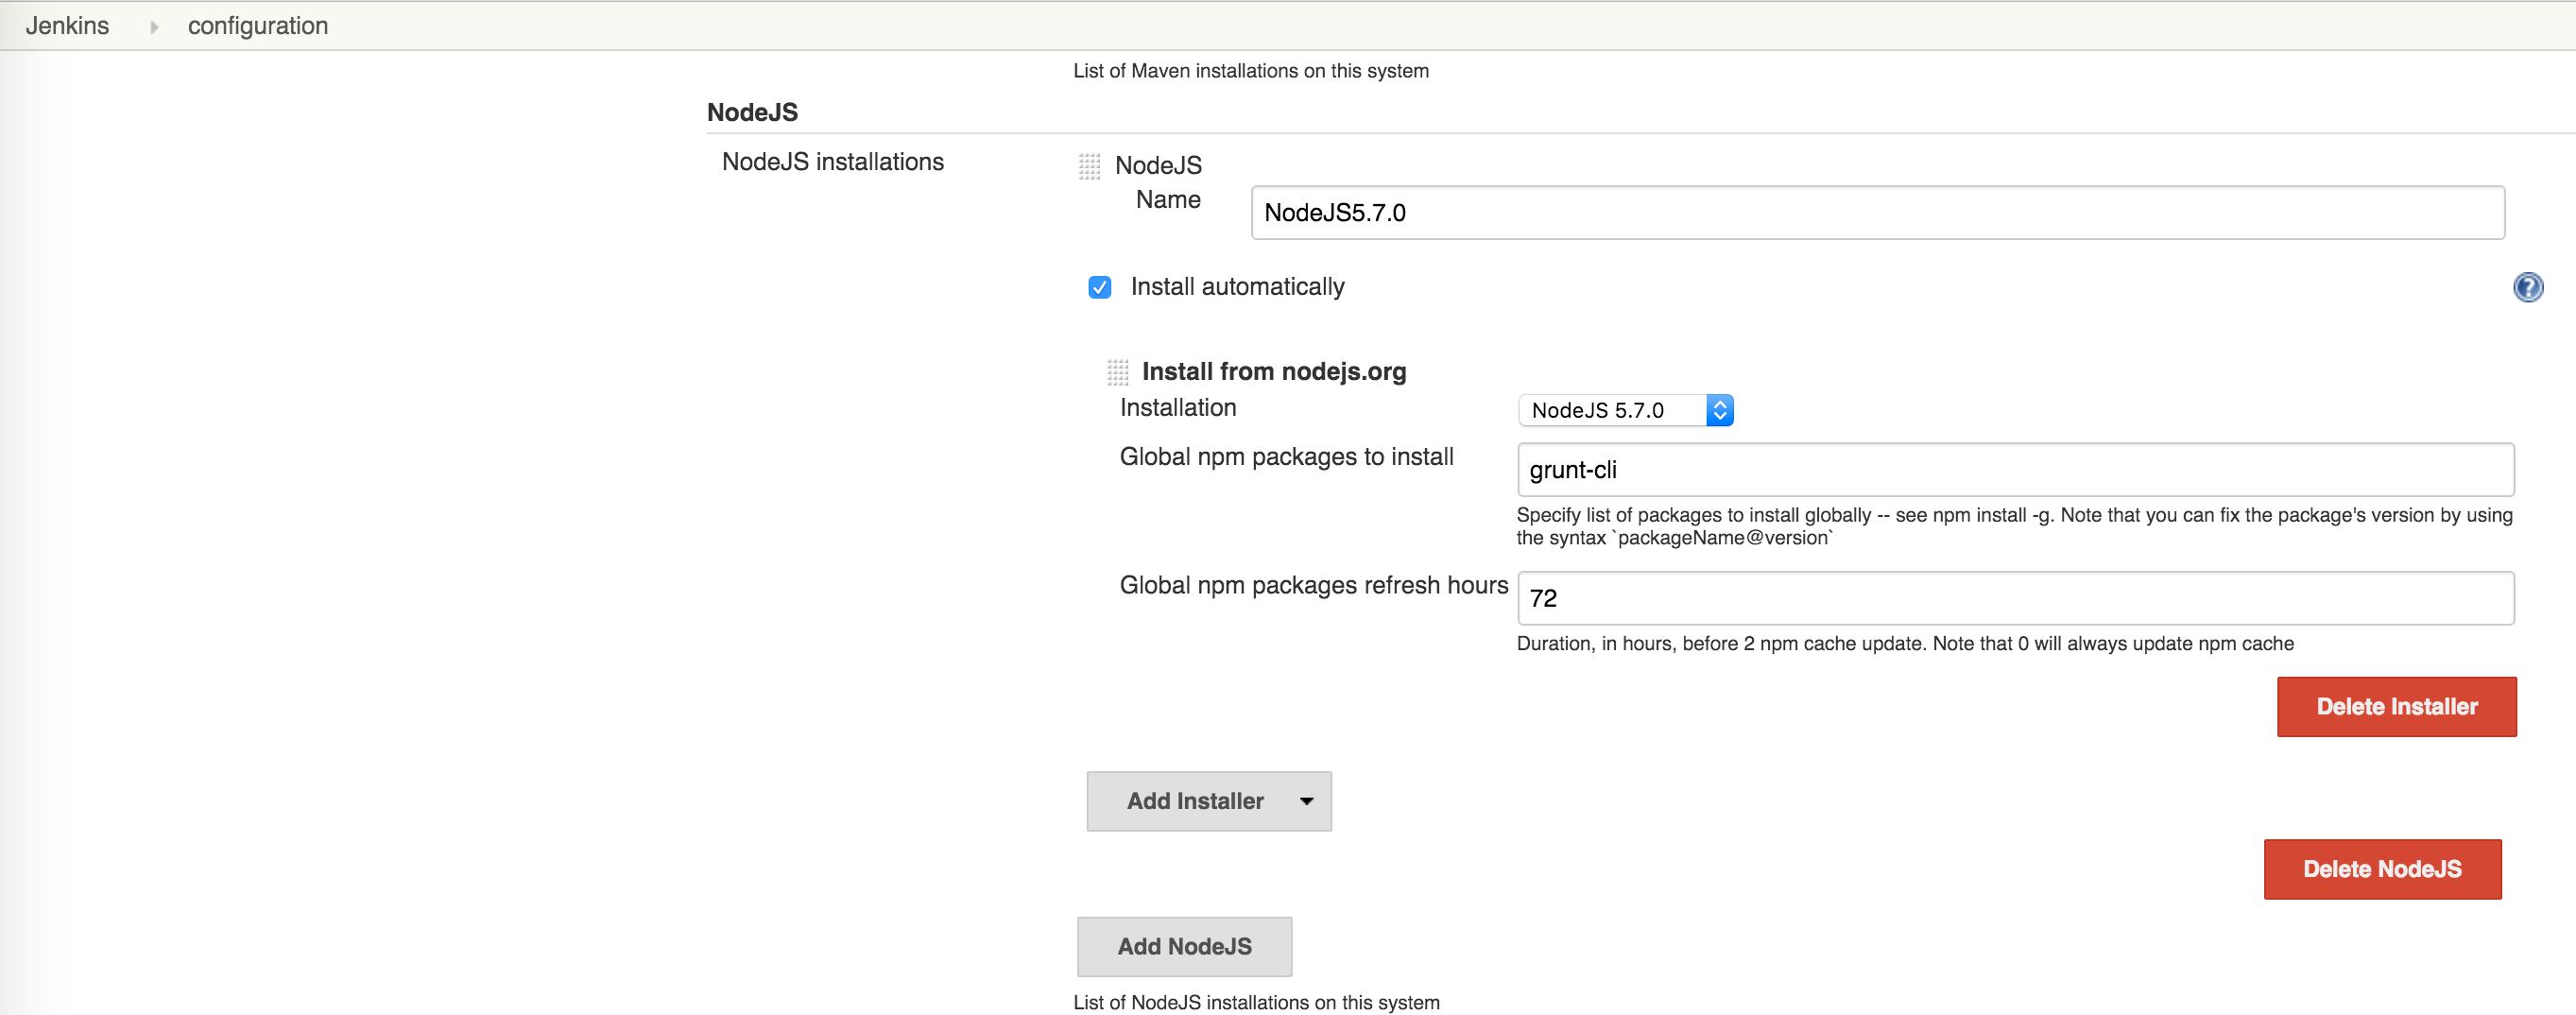 Jenkins configuration
List of Maven installations on this system
NodeJS
NodeJS installations
NodeJS
Name
NodeJS5.7.0
Install automatically
?
Install from nodejs.org
Installation
NodeJS 5.7.0
Global npm packages to install
grunt-cli
Specify list of packages to install globally -- see npm install -g. Note that you can fix the package's version by using
the syntax `packageName@version`
Global npm packages refresh hours
72
Duration, in hours, before 2 npm cache update. Note that 0 will always update npm cache
Delete Installer
Add Installer
Delete NodeJS
Add NodeJS
List of NodeJS installations on this system